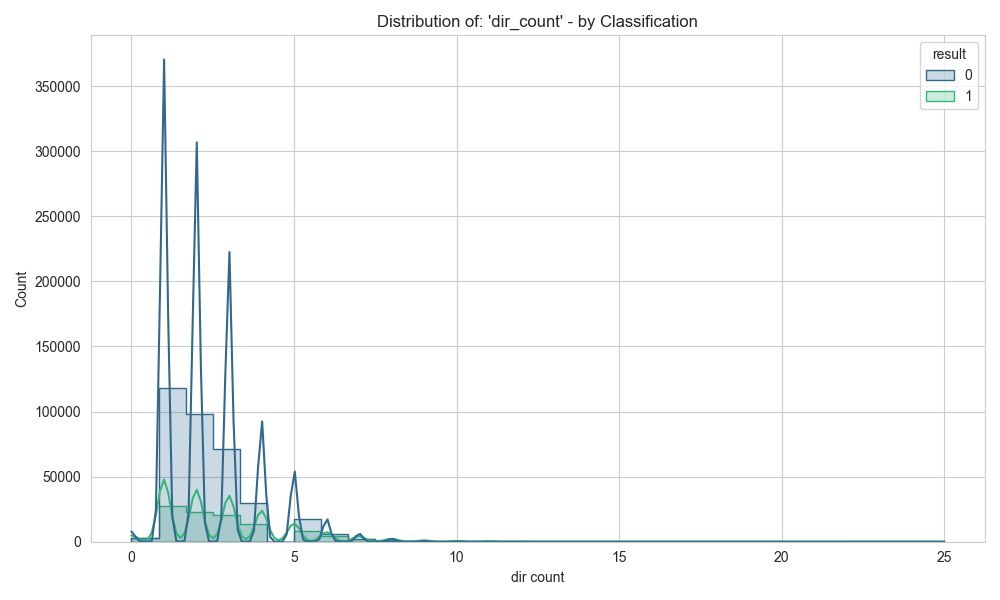 Distribution of: 'dir_count' - by Classification
result
0
1
350000
300000
250000
200000
150000
100000
50000
0
Count
0 5 10 15 20 25
dir count